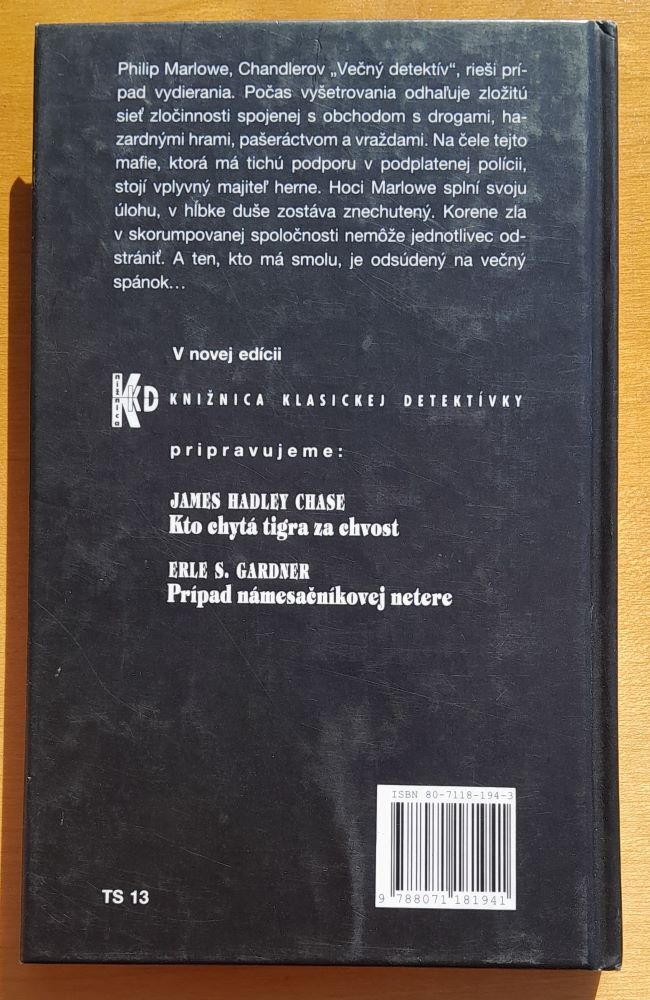 Philip Marlowe, Chandlerov „Večný detektív“, rieši prí-
pad vydierania. Počas vyšetrovania odhaľuje zložitú
sieť zločinnosti spojenej s obchodom s drogami, ha-
zardnými hrami, pašeráctvom a vraždami. Na čele tejto
mafie, ktorá má tichú podporu v podplatenej polícii,
stojí vplyvný majiteľ herne. Hoci Marlowe splní svoju
úlohu, v hĺbke duše zostáva znechutený. Korene zla
v skorumpovanej spoločnosti nemôže jednotlivec od-
strániť. A ten, kto má smolu, je odsúdený na večný
spánok...
V novej edícii
knižnica KKD KNIŽNICA KLASICKEJ DETEKTÍVKY
pripravujeme:
JAMES HADLEY CHASE
Kto chytá tigra za chvost
ERLE S. GARDNER
Prípad námesačníkovej netere
ISBN 80-7118-194-3
9 788071 181941
TS 13